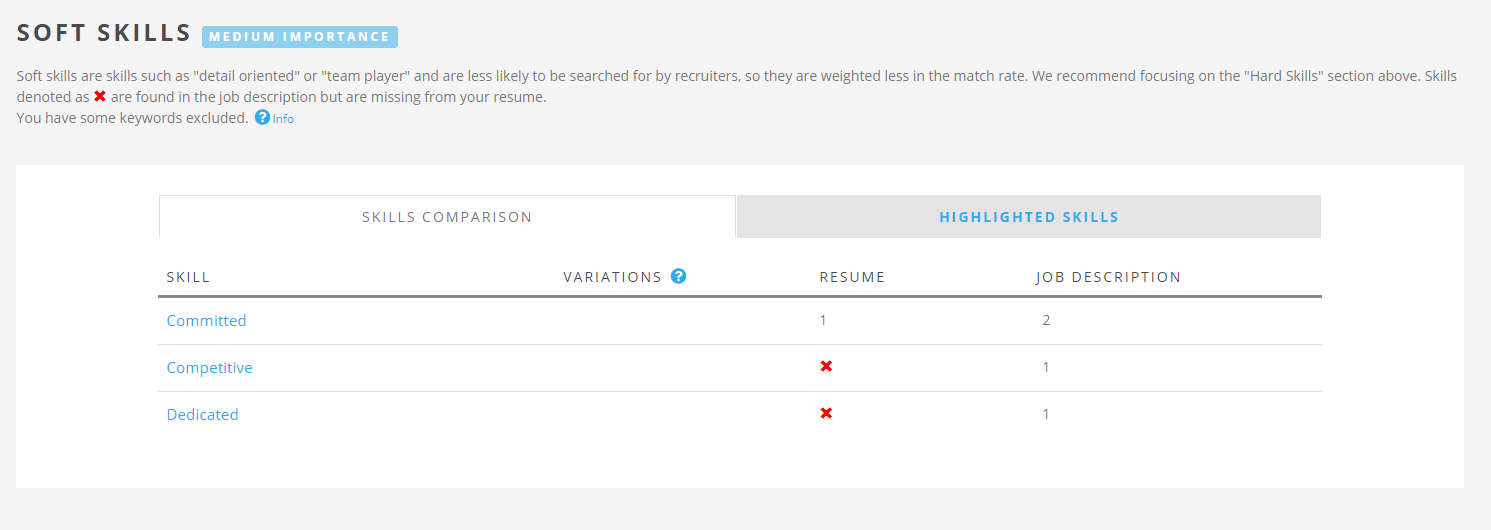 SOFT SKILLS MEDIUM IMPORTANCE
Soft skills are skills such as "detail oriented" or "team player" and are less likely to be searched for by recruiters, so they are weighted less in the match rate. We recommend focusing on the "Hard Skills" section above. Skills
denoted as ✖ are found in the job description but are missing from your resume.
You have some keywords excluded. ? Info
SKILLS COMPARISON HIGHLIGHTED SKILLS
SKILL VARIATIONS ? RESUME JOB DESCRIPTION
Committed 1 2
Competitive ✖ 1
Dedicated ✖ 1